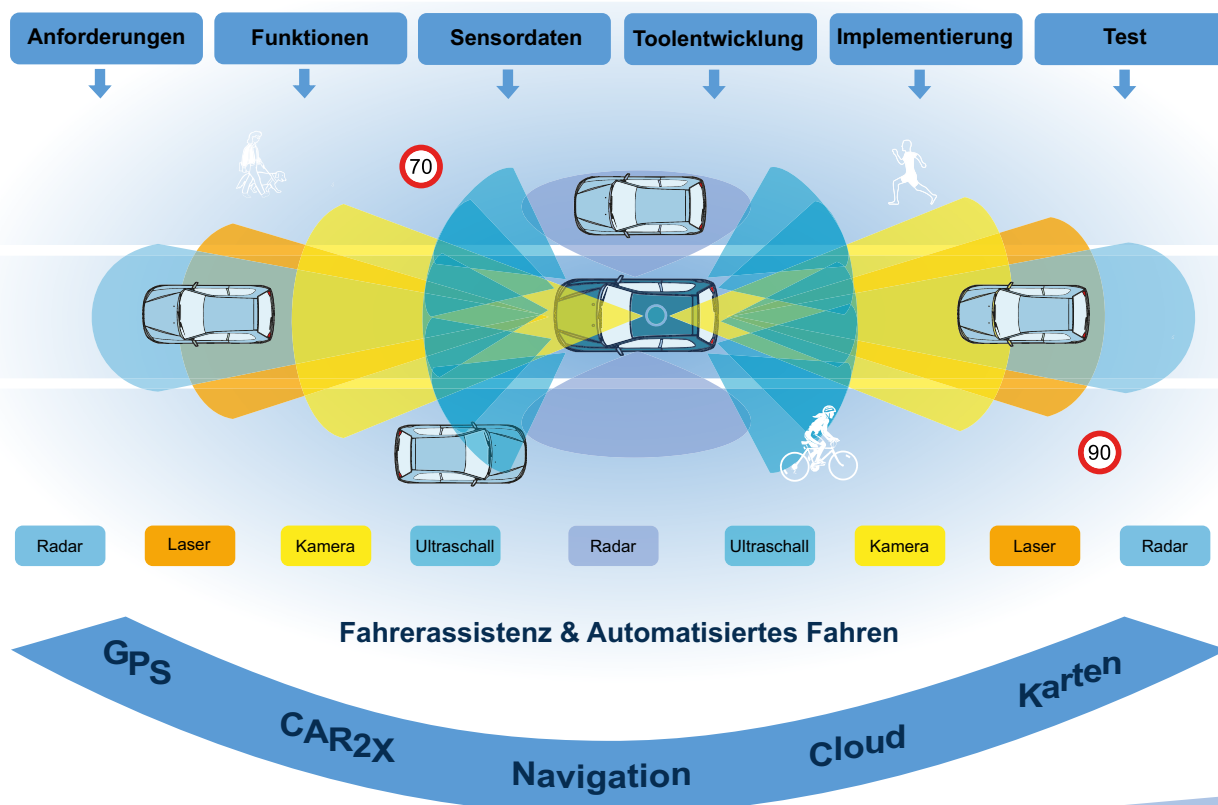 Anforderungen
Funktionen
Sensordaten
Toolentwicklung
Implementierung
Test
70
90
Radar
Laser
Kamera
Ultraschall
Radar
Ultraschall
Kamera
Laser
Radar
Fahrerassistenz & Automatisiertes Fahren
GPS
CAR2X
Navigation
Cloud
Karten